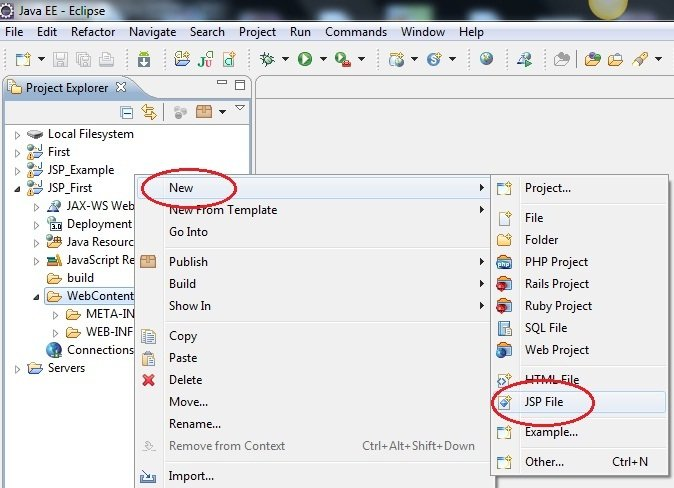 Java EE - Eclipse
File Edit Refactor Navigate Search Project Run Commands Window Help
Project Explorer
Local Filesystem
First
JSP_Example
JSP_First
JAX-WS Web
3.0 Deployment
Java Resourc
JavaScript Re
build
WebContent
META-IN
WEB-INF
Connections
Servers
New
New From Template
Go Into
Publish
Build
Show In
Copy
Paste
Delete
Move...
Rename...
Remove from Context Ctrl+Alt+Shift+Down
Import...
Project...
File
Folder
php PHP Project
Rails Project
Ruby Project
SQL File
Web Project
HTML File
JSP File
Example...
Other... Ctrl+N